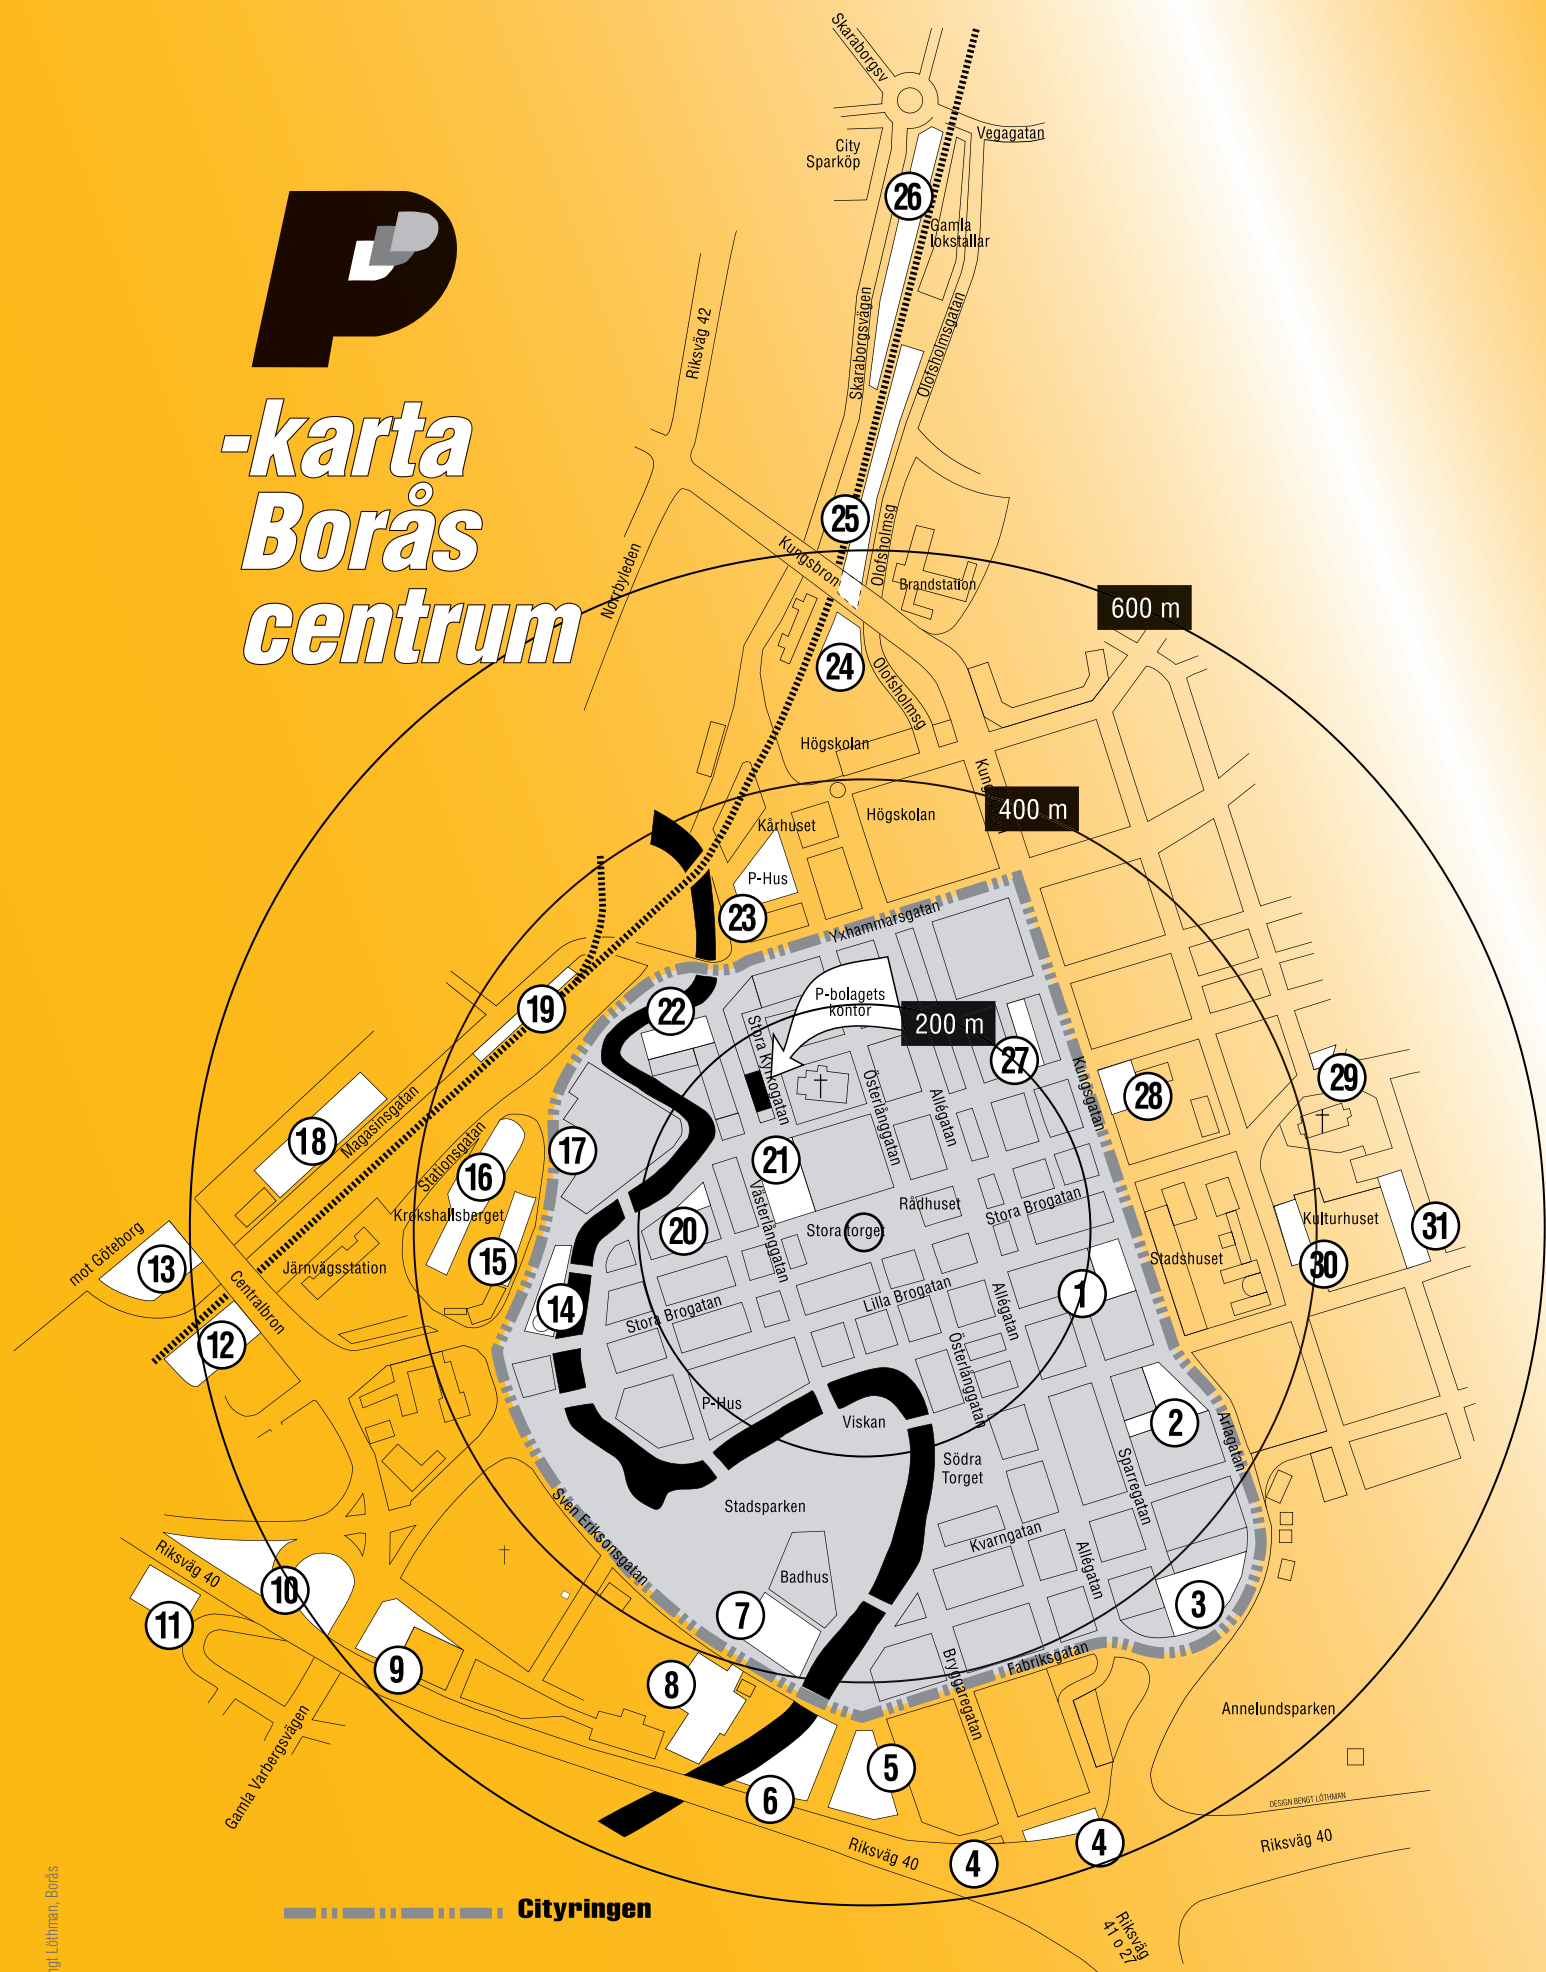 Skaraborgsv
Vegagatan
City
Sparköp
26
Gamla
lokstallar
P
-karta
Borås
centrum
Riksväg 42
Skaraborgsvägen
Olofsholmsgatan
25
Kungsbron
Olofsholmsg
Norrbyleden
Brandstation
600 m
24
Olofsholmsg
Högskolan
400 m
Kårhuset
Högskolan
P-Hus
23
Yxhammarsgatan
P-bolagets
kontor
200 m
22
19
Stora Kyrkogatan
27
Kungsgatan
28
29
Österlånggatan
Allégatan
18
Magasinsgatan
Stationsgatan
17
16
21
Krokshallsberget
Västerlånggatan
Rådhuset
Stora Brogatan
20
Stora torget
Kulturhuset
31
mot Göteborg
13
Järnvägsstation
15
Stadshuset
30
Centralbron
14
Stora Brogatan
Lilla Brogatan
Allégatan
1
12
Österlånggatan
P-Hus
Viskan
2
Arlagatan
Södra
Torget
Sparregatan
Stadsparken
Sven Eriksonsgatan
Kvarngatan
Allégatan
Riksväg 40
Badhus
10
11
7
3
9
8
Bryggaregatan
Fabriksgatan
Gamla Varbergsvägen
Annelundsparken
5
6
DESIGN BENGT LÖTHMAN
Riksväg 40
4
4
Riksväg 40
Cityringen
Riksväg
41 o 27
Löthman, Borås